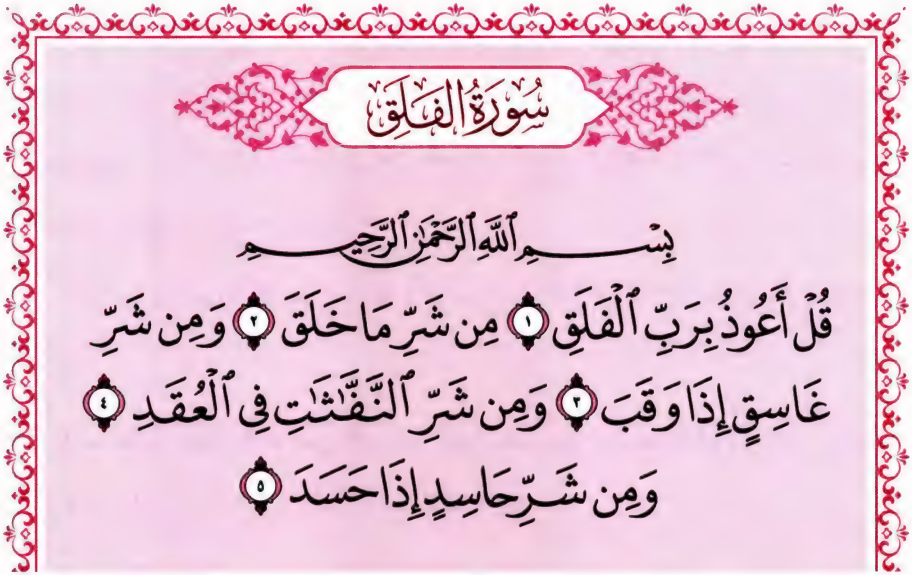 سُورَةُ الفَلَقِ
بِسْمِ ٱللَّهِ ٱلرَّحْمَٰنِ ٱلرَّحِيمِ
قُلْ أَعُوذُ بِرَبِّ ٱلْفَلَقِ ١ مِن شَرِّ مَا خَلَقَ ٢ وَمِن شَرِّ
غَاسِقٍ إِذَا وَقَبَ ٣ وَمِن شَرِّ ٱلنَّفَّٰثَٰتِ فِي ٱلْعُقَدِ ٤
وَمِن شَرِّ حَاسِدٍ إِذَا حَسَدَ ٥